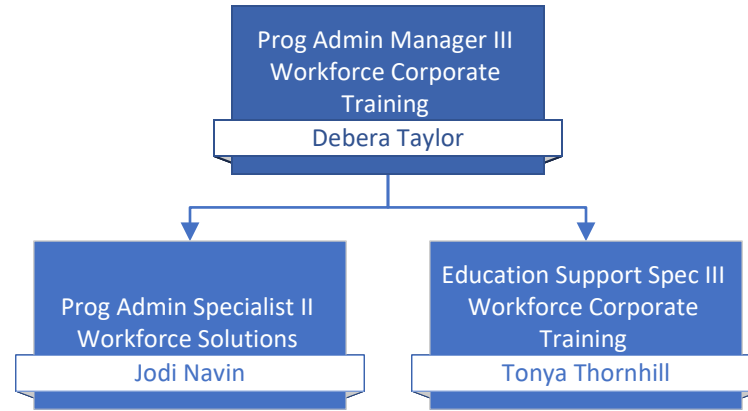 Prog Admin Manager III
Workforce Corporate
Training
Debera Taylor
Prog Admin Specialist II
Workforce Solutions
Jodi Navin
Education Support Spec III
Workforce Corporate
Training
Tonya Thornhill